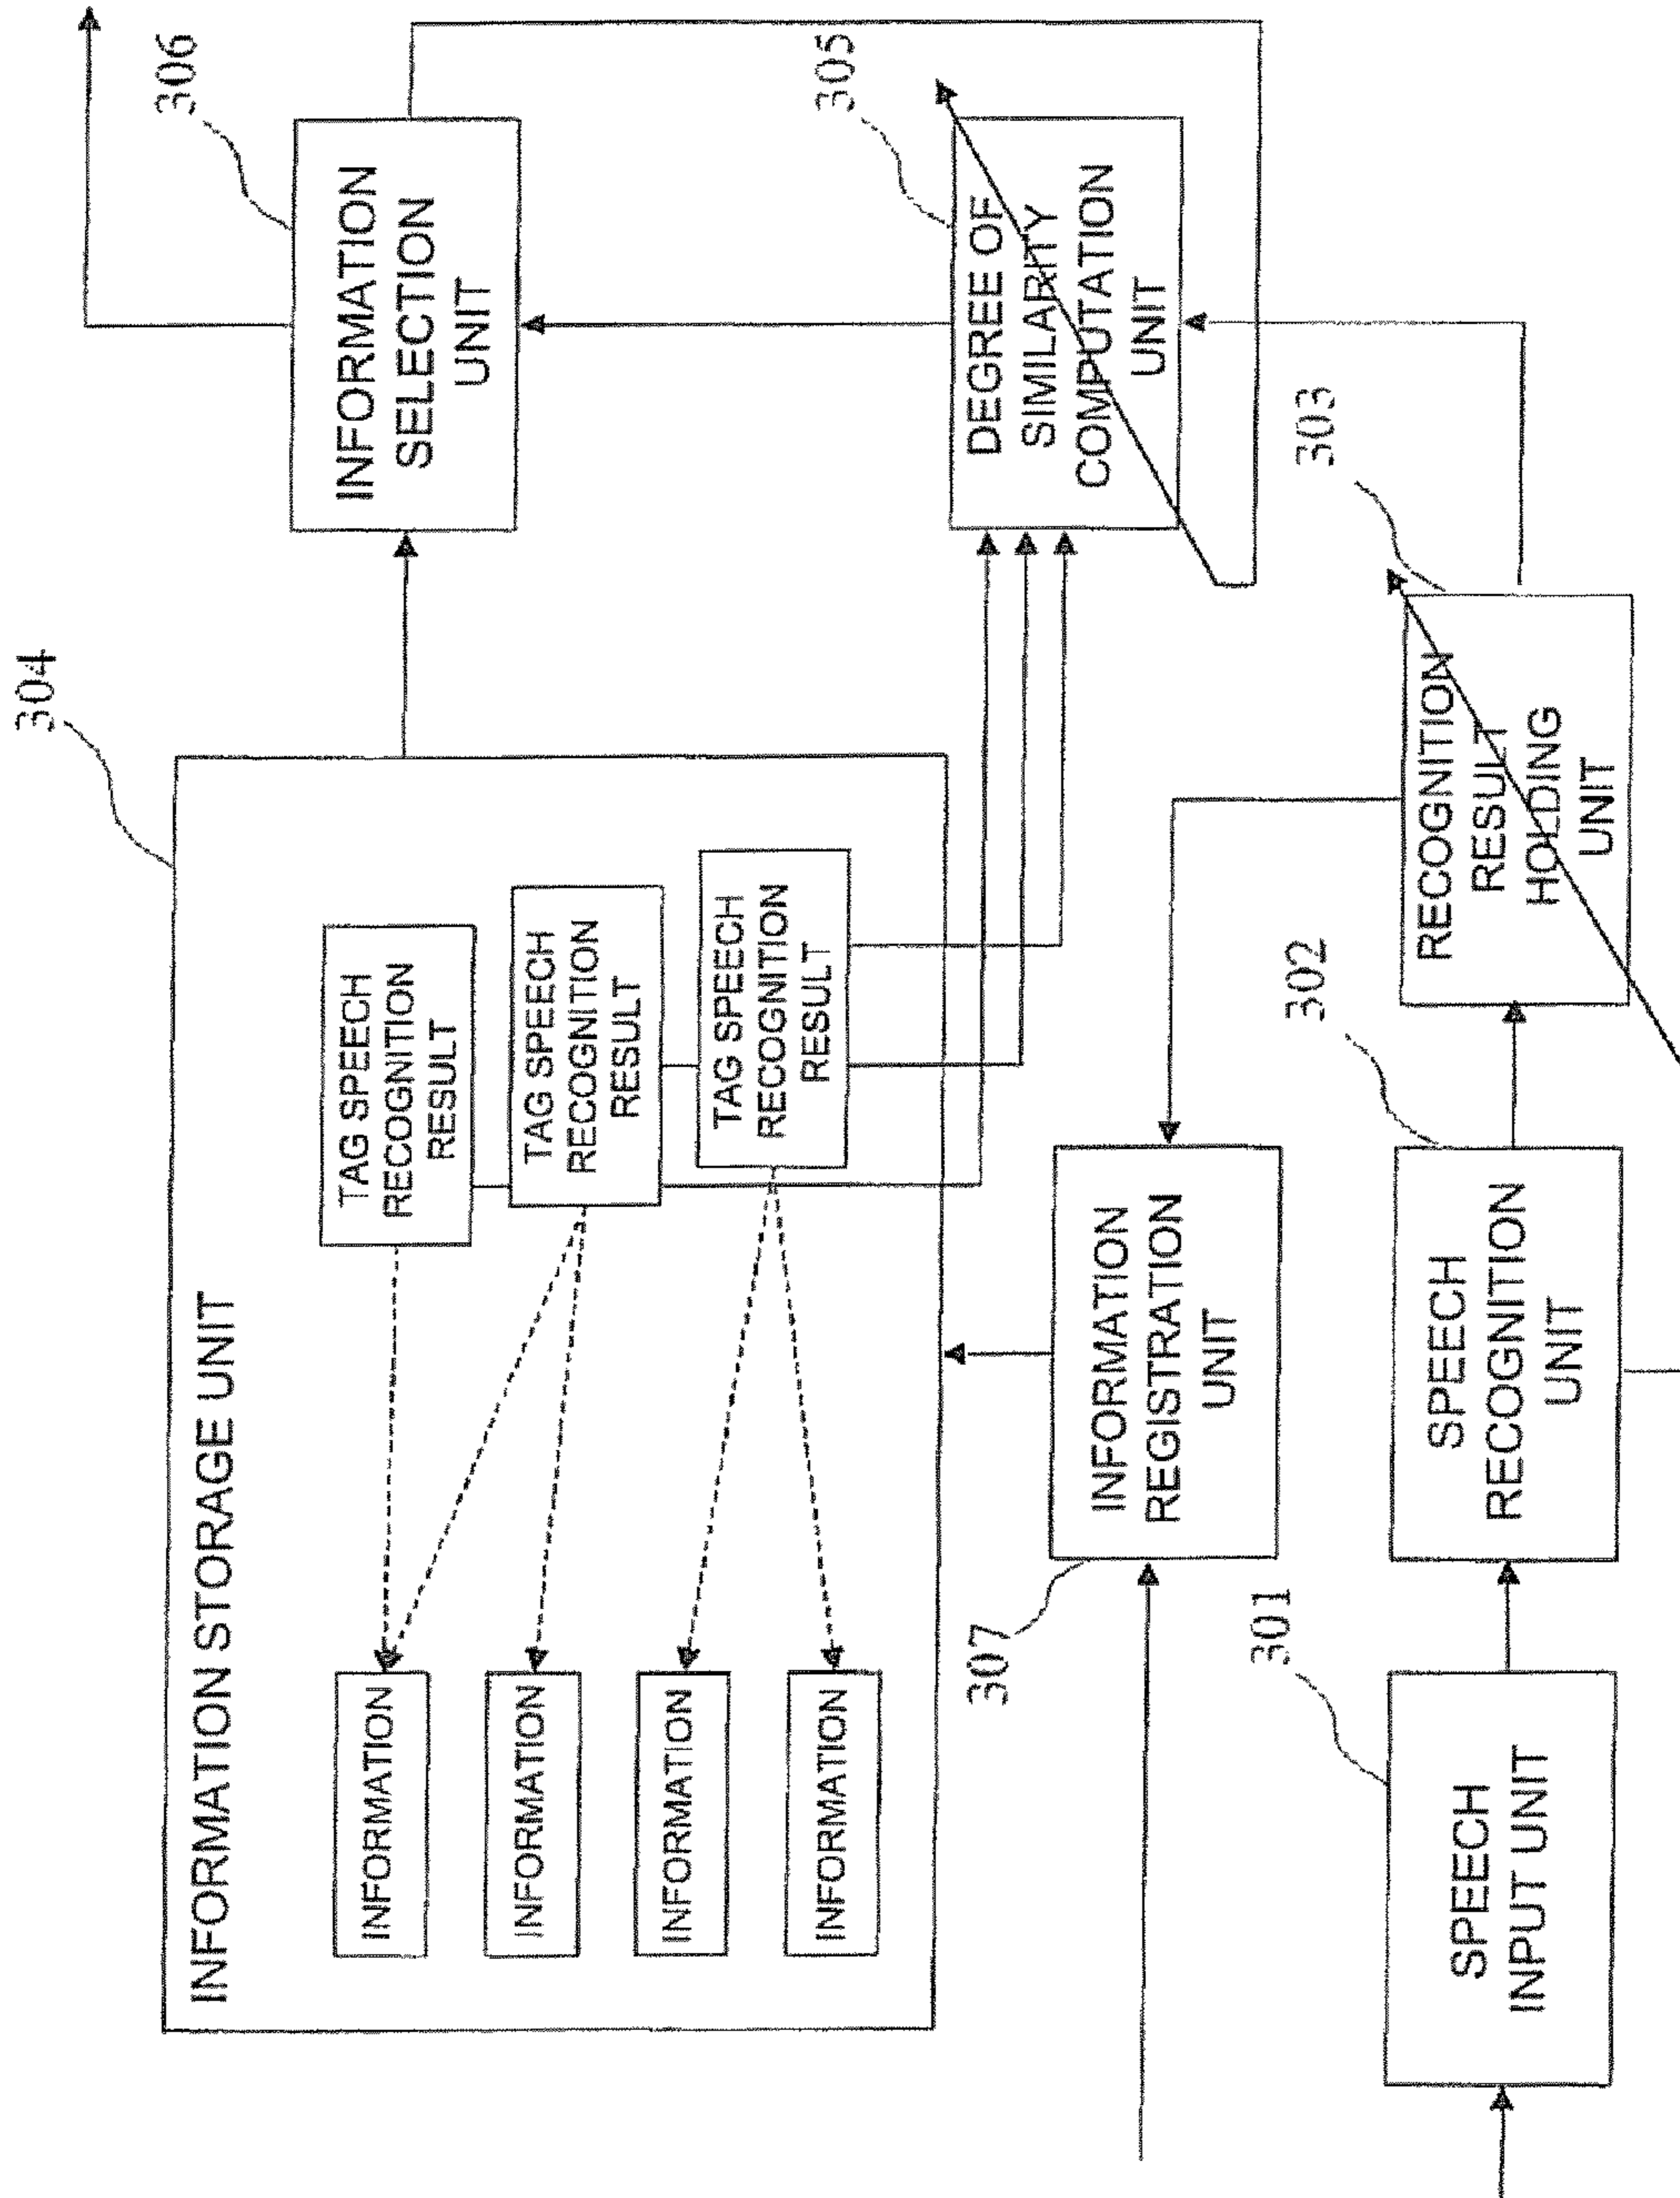 INFORMATION STORAGE UNIT
304
INFORMATION
INFORMATION
INFORMATION
INFORMATION
TAG SPEECH
RECOGNITION
RESULT
TAG SPEECH
RECOGNITION
RESULT
TAG SPEECH
RECOGNITION
RESULT
INFORMATION
SELECTION
UNIT
306
DEGREE OF
SIMILARITY
COMPUTATION
UNIT
305
307
INFORMATION
REGISTRATION
UNIT
301
SPEECH
INPUT UNIT
302
SPEECH
RECOGNITION
UNIT
303
RECOGNITION
RESULT
HOLDING
UNIT